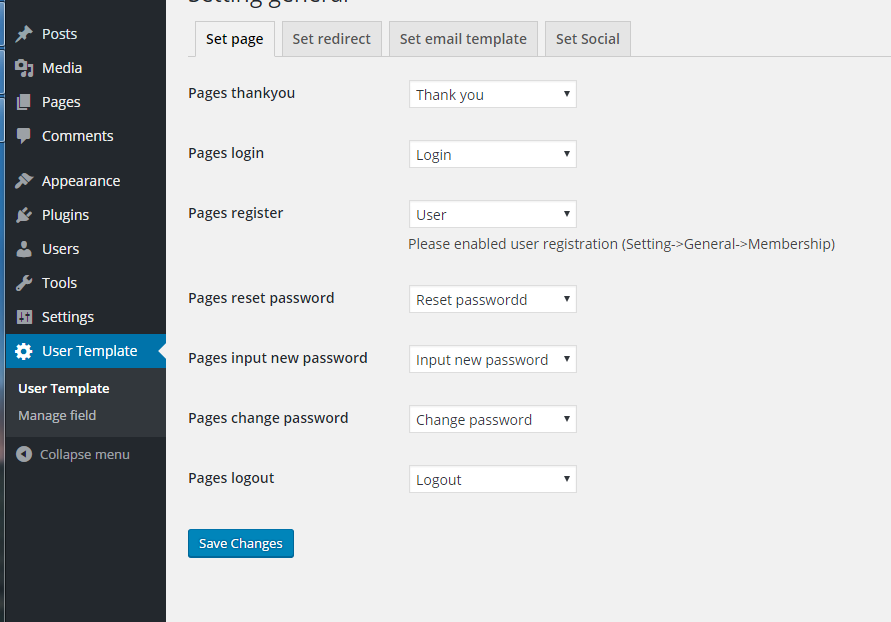 Setting general
Posts
Media
Pages
Comments
Appearance
Plugins
Users
Tools
Settings
User Template
User Template
Manage field
Collapse menu
Set page
Set redirect
Set email template
Set Social
Pages thankyou
Thank you
Pages login
Login
Pages register
User
Please enabled user registration (Setting->General->Membership)
Pages reset password
Reset passwordd
Pages input new password
Input new password
Pages change password
Change password
Pages logout
Logout
Save Changes